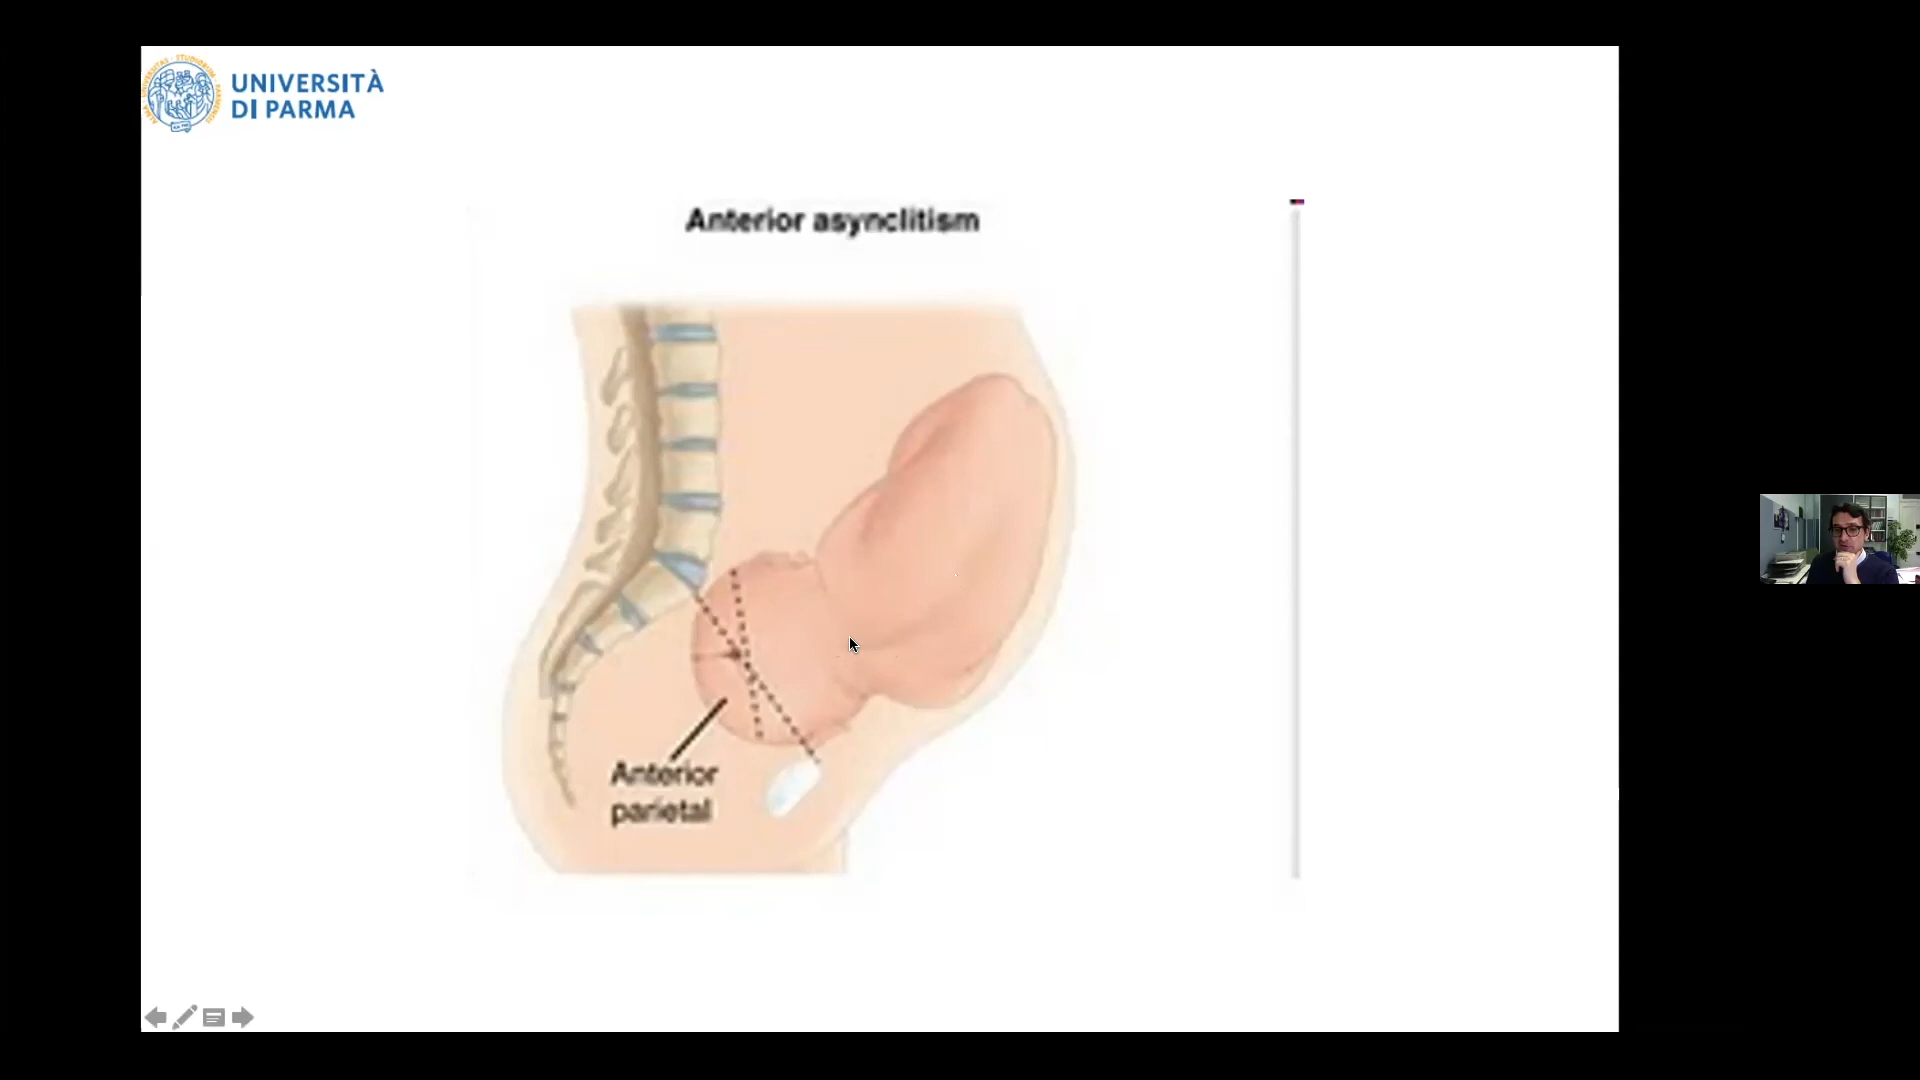 UNIVERSITÀ
DI PARMA
Anterior asynclitism
Anterior
parietal